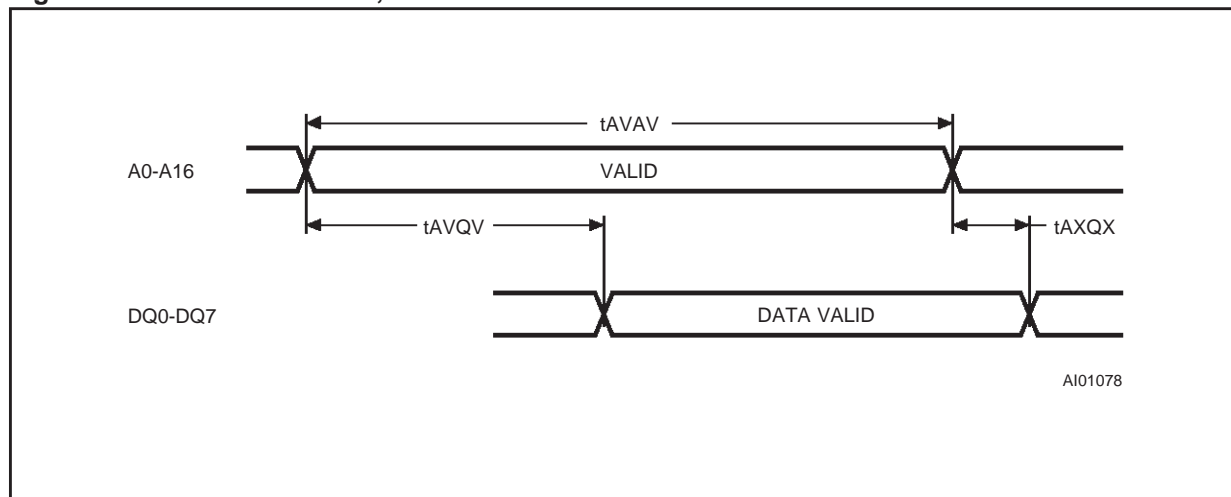 tAVAV
A0-A16
VALID
tAVQV
tAXQX
DQ0-DQ7
DATA VALID
AI01078